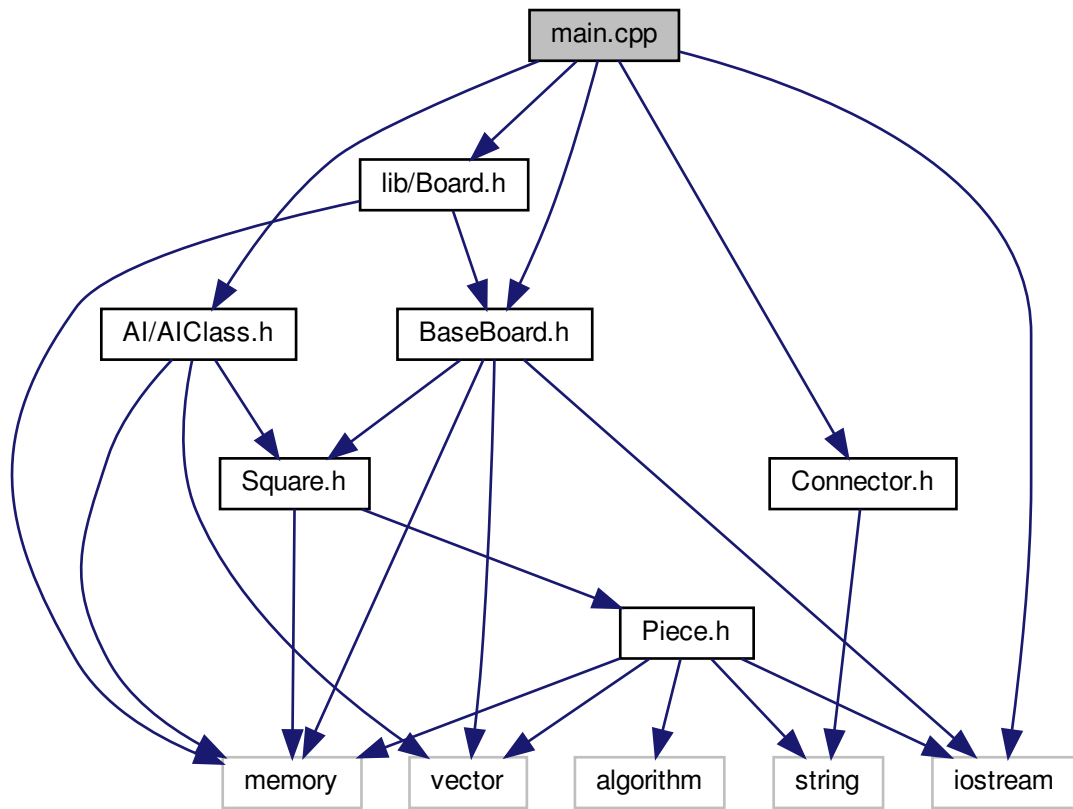 main.cpp
lib/Board.h
AI/AIClass.h
BaseBoard.h
Square.h
Connector.h
Piece.h
memory
vector
algorithm
string
iostream